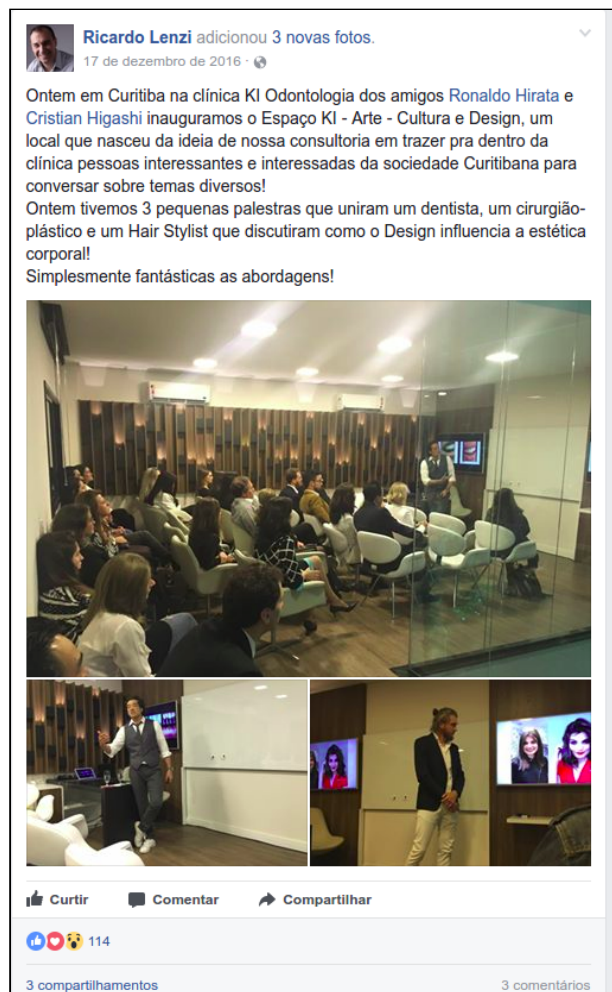 Ricardo Lenzi adicionou 3 novas fotos.
17 de dezembro de 2016 ·
Ontem em Curitiba na clínica KI Odontologia dos amigos Ronaldo Hirata e
Cristian Higashi inauguramos o Espaço KI - Arte - Cultura e Design, um
local que nasceu da ideia de nossa consultoria em trazer pra dentro da
clínica pessoas interessantes e interessadas da sociedade Curitibana para
conversar sobre temas diversos!
Ontem tivemos 3 pequenas palestras que uniram um dentista, um cirurgião-
plástico e um Hair Stylist que discutiram como o Design influencia a estética
corporal!
Simplesmente fantásticas as abordagens!
Curtir Comentar Compartilhar
114
3 compartilhamentos 3 comentários